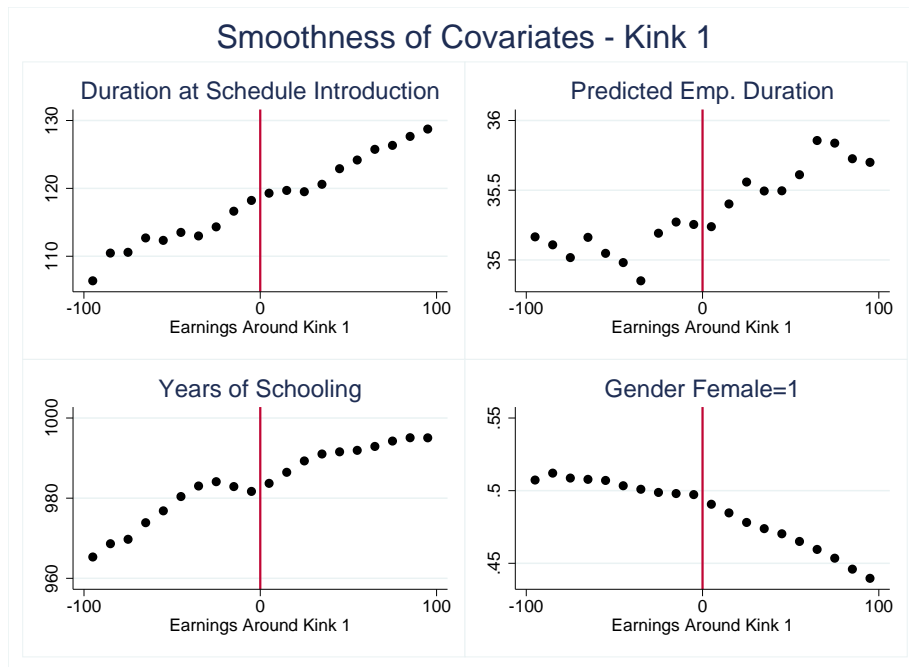 Smoothness of Covariates - Kink 1
Duration at Schedule Introduction
130
120
110
-100
0
100
Earnings Around Kink 1
Predicted Emp. Duration
36
35.5
35
-100
0
100
Earnings Around Kink 1
Years of Schooling
1000
980
960
-100
0
100
Earnings Around Kink 1
Gender Female=1
.55
.5
.45
-100
0
100
Earnings Around Kink 1